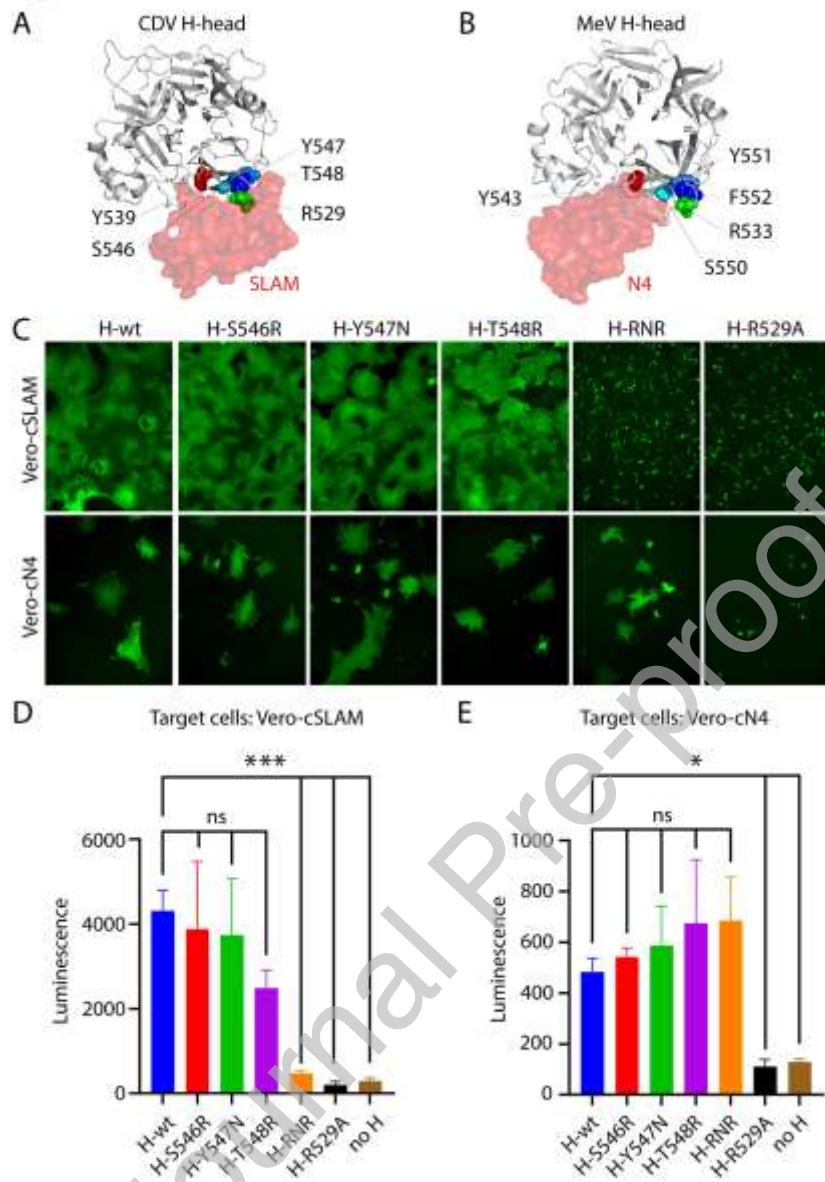 A
CDV H-head
Y547
T548
R529
Y539
S546
SLAM
B
MeV H-head
Y551
F552
R533
S550
Y543
N4
C
H-wt H-S546R H-Y547N H-T548R H-RNR H-R529A
Vero-cSLAM
Vero-cN4
D
Target cells: Vero-cSLAM
***
ns
6000
4000
2000
0
Luminescence
H-wt
H-S546R
H-Y547N
H-T548R
H-RNR
H-R529A
no H
E
Target cells: Vero-cN4
*
ns
1000
800
600
400
200
0
Luminescence
H-wt
H-S546R
H-Y547N
H-T548R
H-RNR
H-R529A
no H
Journal Pre-proof